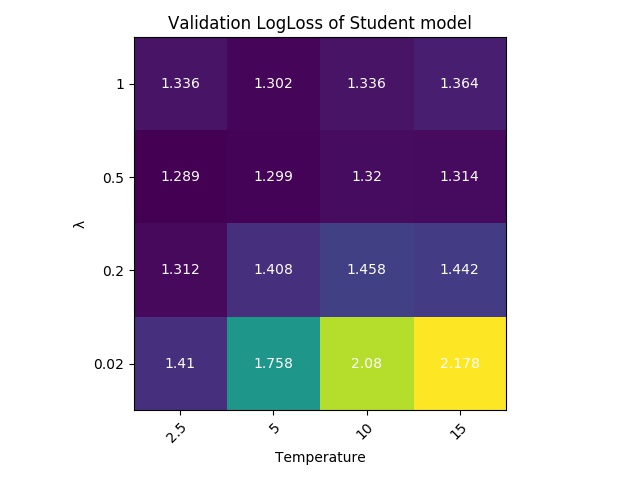 Validation LogLoss of Student model
1 1.336 1.302 1.336 1.364
0.5 1.289 1.299 1.32 1.314
λ
0.2 1.312 1.408 1.458 1.442
0.02 1.41 1.758 2.08 2.178
2.5 5 10 15
Temperature